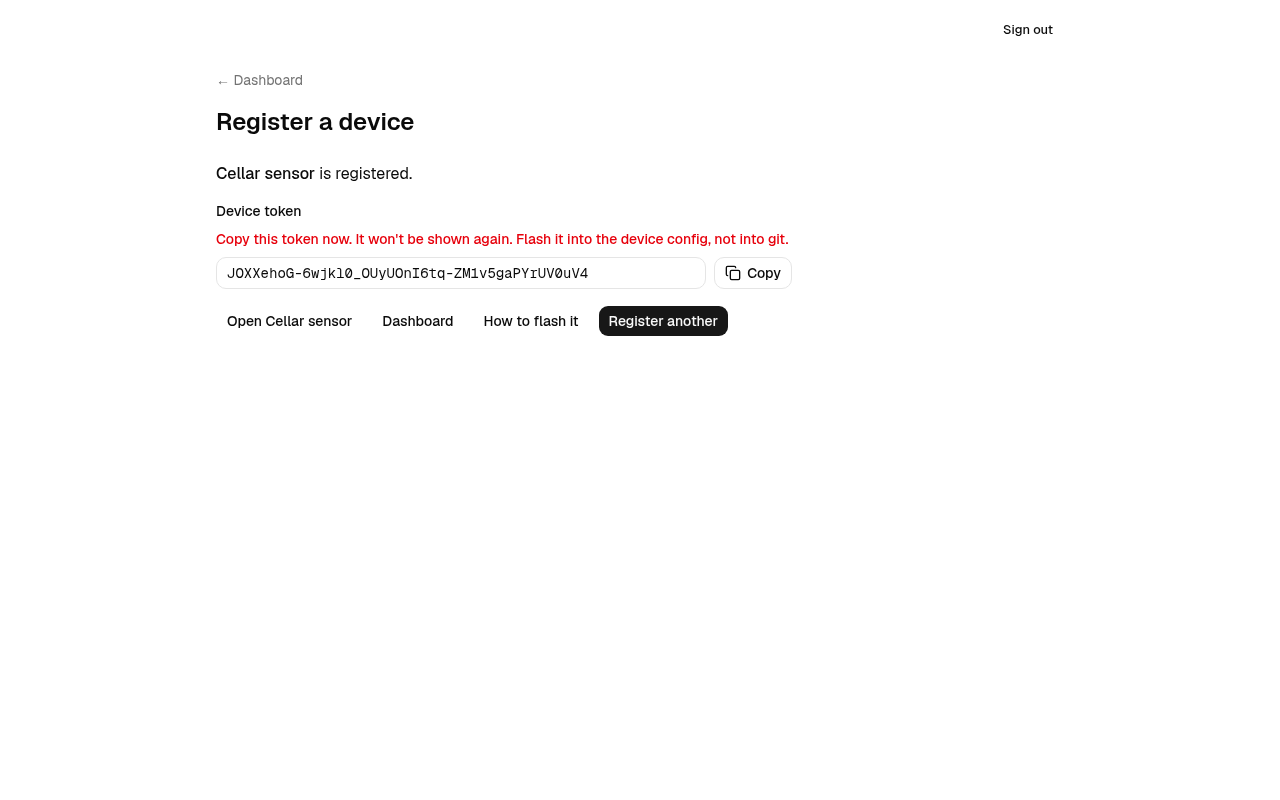 Sign out
← Dashboard
Register a device
Cellar sensor is registered.
Device token
Copy this token now. It won't be shown again. Flash it into the device config, not into git.
JOXXehoG-6wjkl0_OUyUOnI6tq-ZM1v5gaPYrUV0uV4
Copy
Open Cellar sensor
Dashboard
How to flash it
Register another